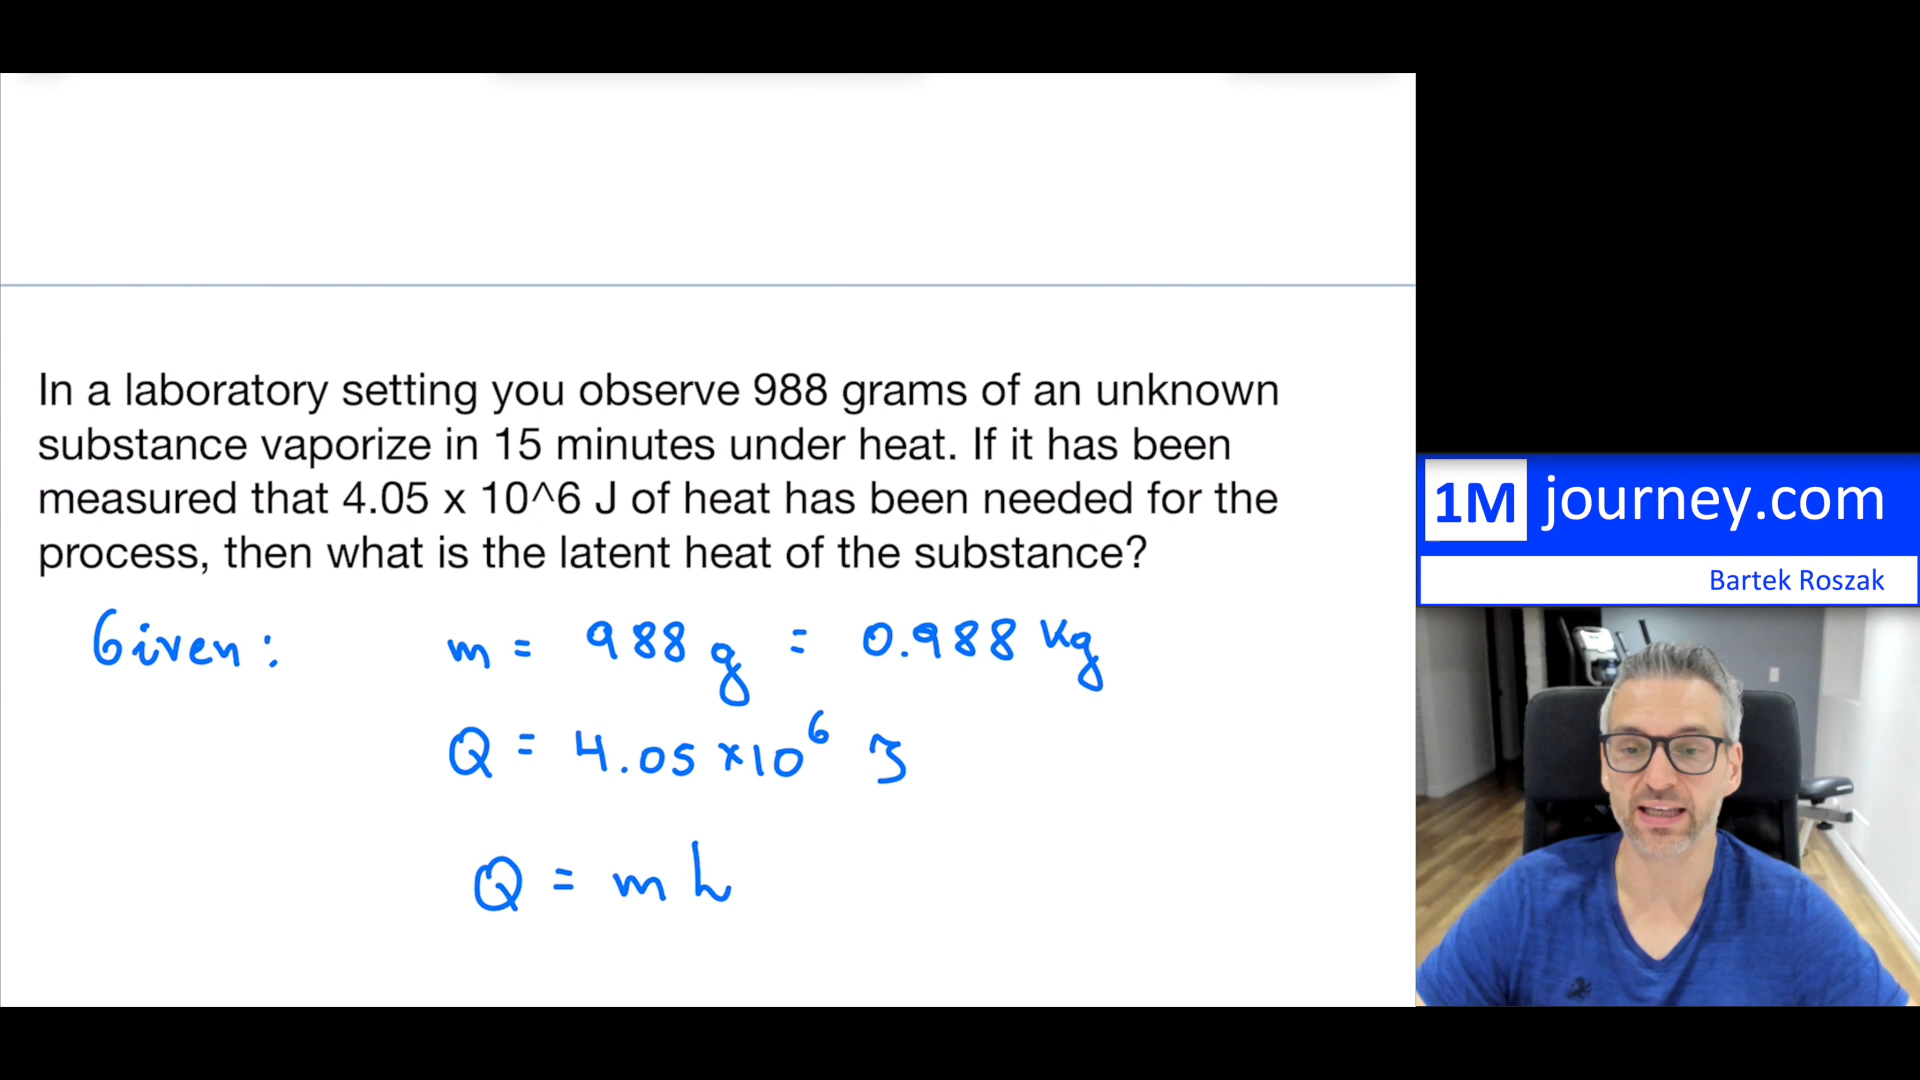 In a laboratory setting you observe 988 grams of an unknown
substance vaporize in 15 minutes under heat. If it has been
measured that 4.05 x 10^6 J of heat has been needed for the
process, then what is the latent heat of the substance?
Given: m = 988 g = 0.988 kg
Q = 4.05 ×10⁶ J
Q = m L
1M journey.com
Bartek Roszak